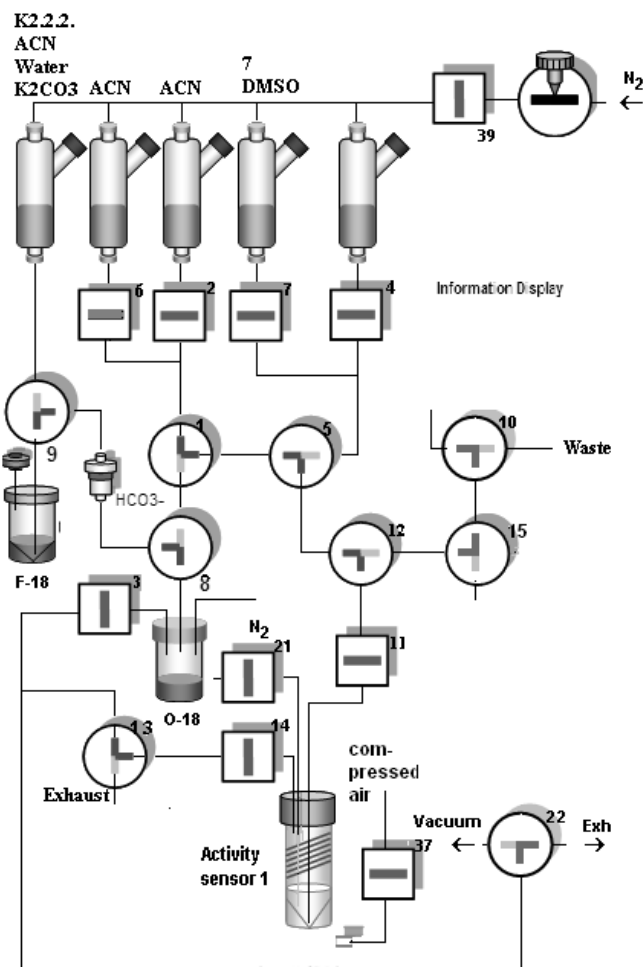 K2.2.2.
ACN
Water
K2CO3
ACN
ACN
7
DMSO
N2
39
6
2
7
4
Information Display
1
5
10
9
Waste
HCO3-
12
15
F-18
8
3
11
N2
21
O-18
13
14
com-
pressed
air
Exhaust
Vacuum
22
Exh
37
Activity
sensor 1